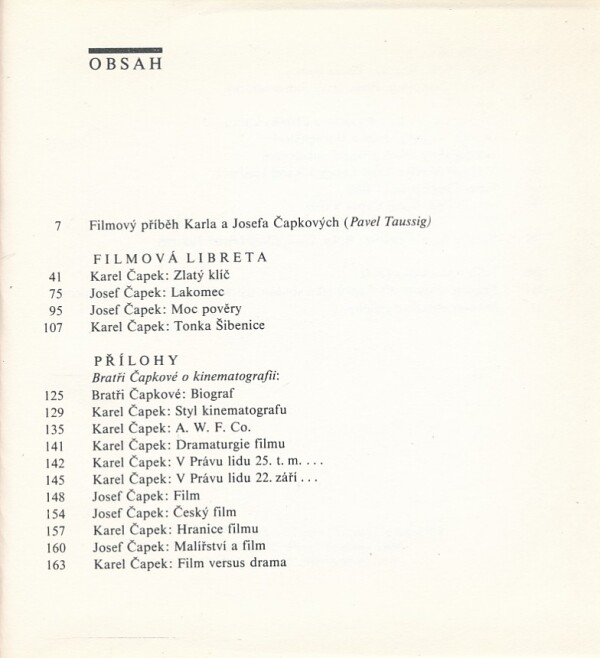 OBSAH
7 Filmový příběh Karla a Josefa Čapkových (Pavel Taussig)
FILMOVÁ LIBRETA
41 Karel Čapek: Zlatý klíč
75 Josef Čapek: Lakomec
95 Josef Čapek: Moc pověry
107 Karel Čapek: Tonka Šibenice
PŘÍLOHY
Bratři Čapkové o kinematografii:
125 Bratři Čapkové: Biograf
129 Karel Čapek: Styl kinematografu
135 Karel Čapek: A. W. F. Co.
141 Karel Čapek: Dramaturgie filmu
142 Karel Čapek: V Právu lidu 25. t. m. . . .
145 Karel Čapek: V Právu lidu 22. září . . .
148 Josef Čapek: Film
154 Josef Čapek: Český film
157 Karel Čapek: Hranice filmu
160 Josef Čapek: Malířství a film
163 Karel Čapek: Film versus drama